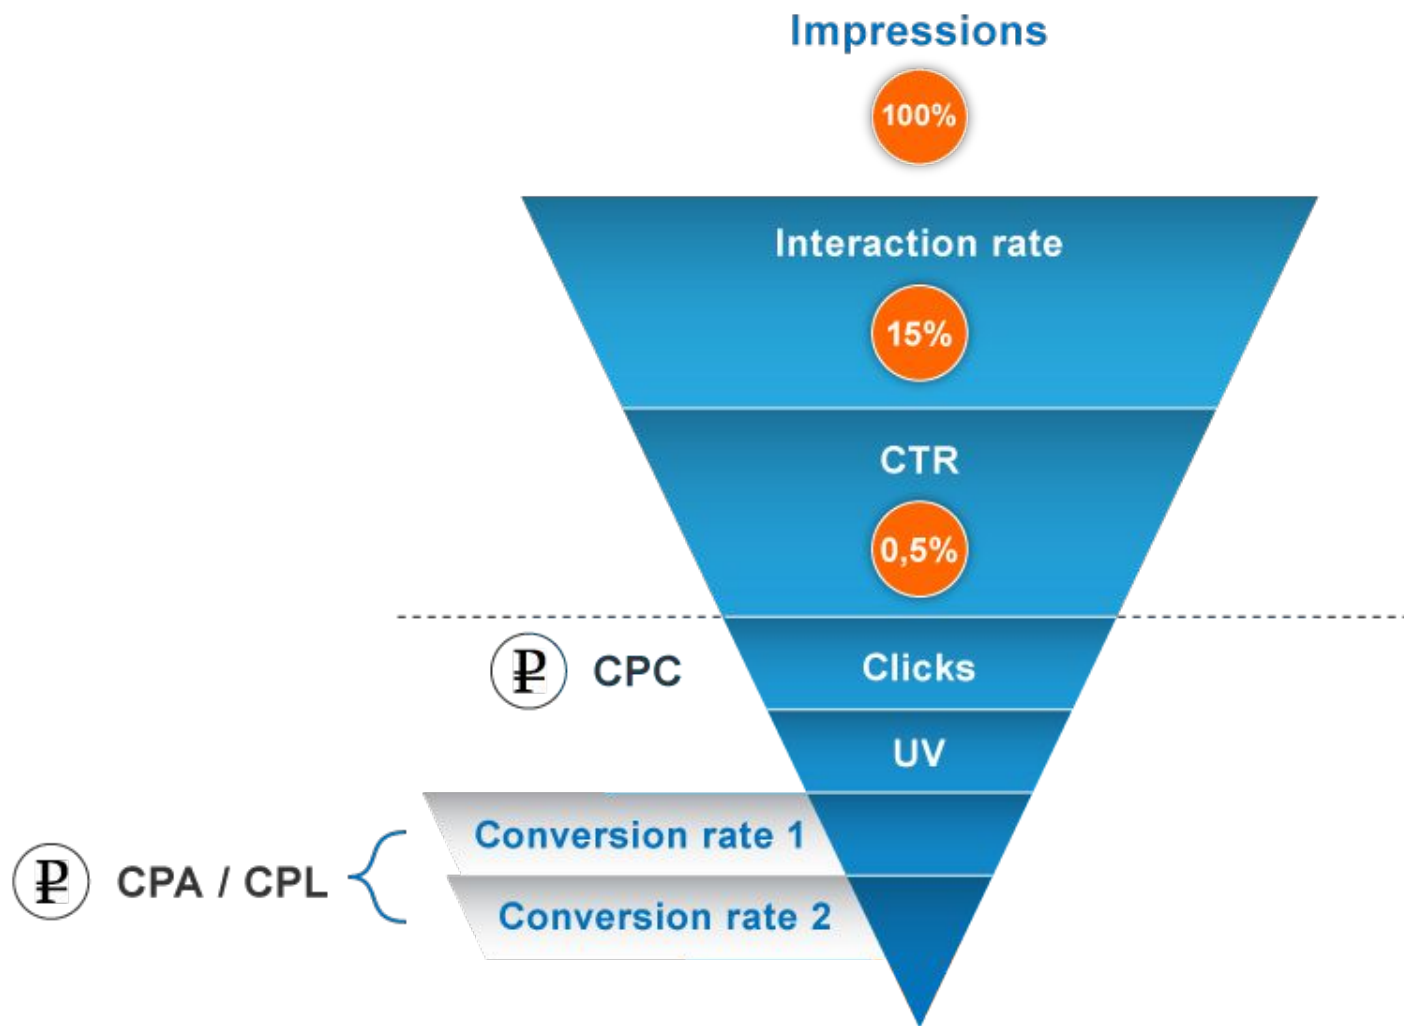 Impressions
100%
Interaction rate
15%
CTR
0,5%
₽ CPC
Clicks
UV
Conversion rate 1
₽ CPA / CPL
Conversion rate 2